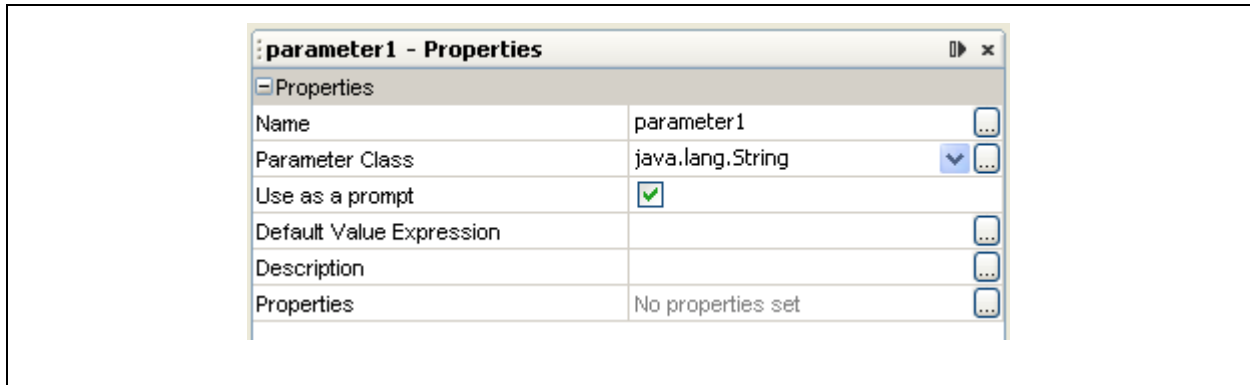 parameter1 - Properties
Properties
Name parameter1 ...
Parameter Class java.lang.String ...
Use as a prompt
Default Value Expression ...
Description ...
Properties No properties set ...